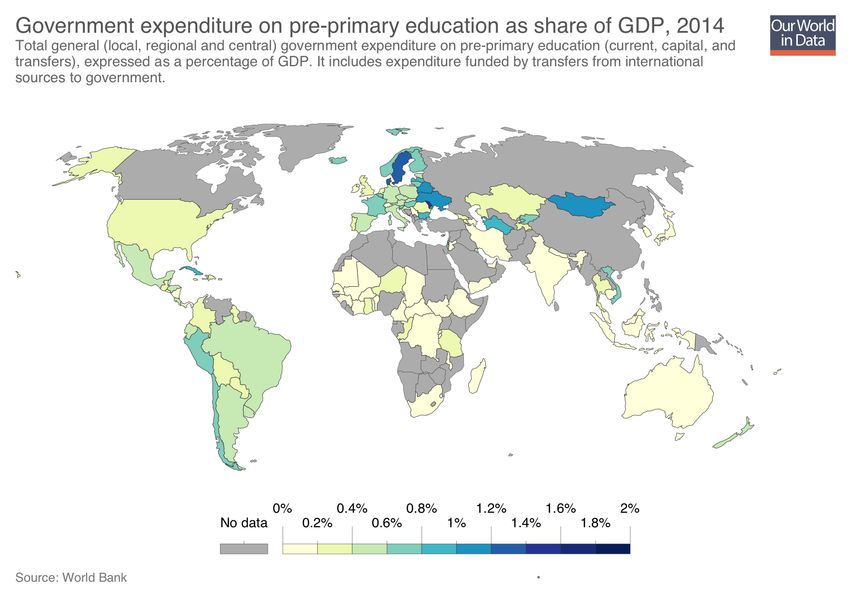 Government expenditure on pre-primary education as share of GDP, 2014
Our World
in Data
Total general (local, regional and central) government expenditure on pre-primary education (current, capital, and
transfers), expressed as a percentage of GDP. It includes expenditure funded by transfers from international
sources to government.
0% 0.4% 0.8% 1.2% 1.6% 2%
No data 0.2% 0.6% 1% 1.4% 1.8%
Source: World Bank